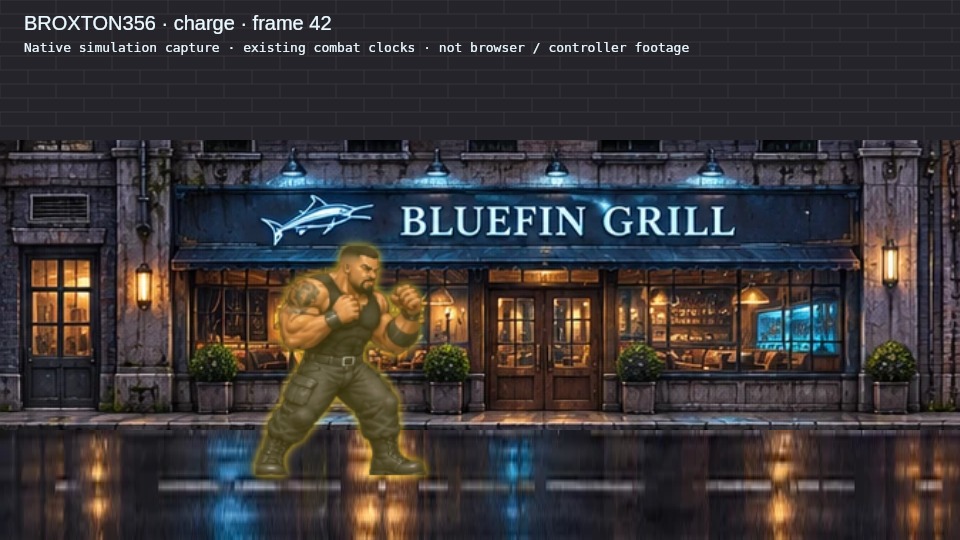 BROXTON356 · charge · frame 42
Native simulation capture · existing combat clocks · not browser / controller footage
BLUEFIN GRILL